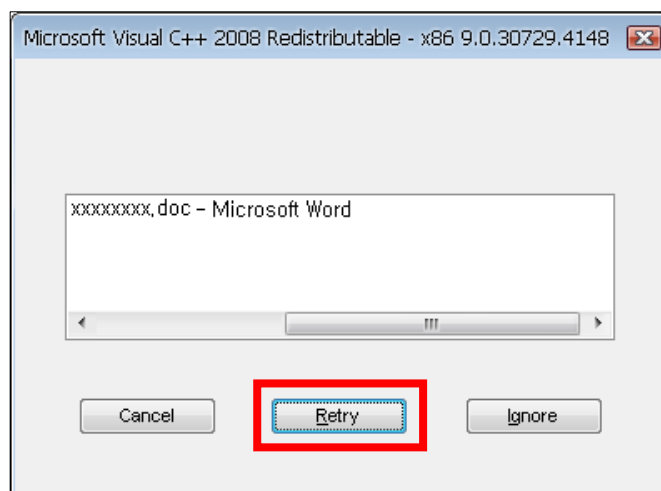 Microsoft Visual C++ 2008 Redistributable - x86 9.0.30729.4148
xxxxxxxx.doc – Microsoft Word
Cancel
Retry
Ignore